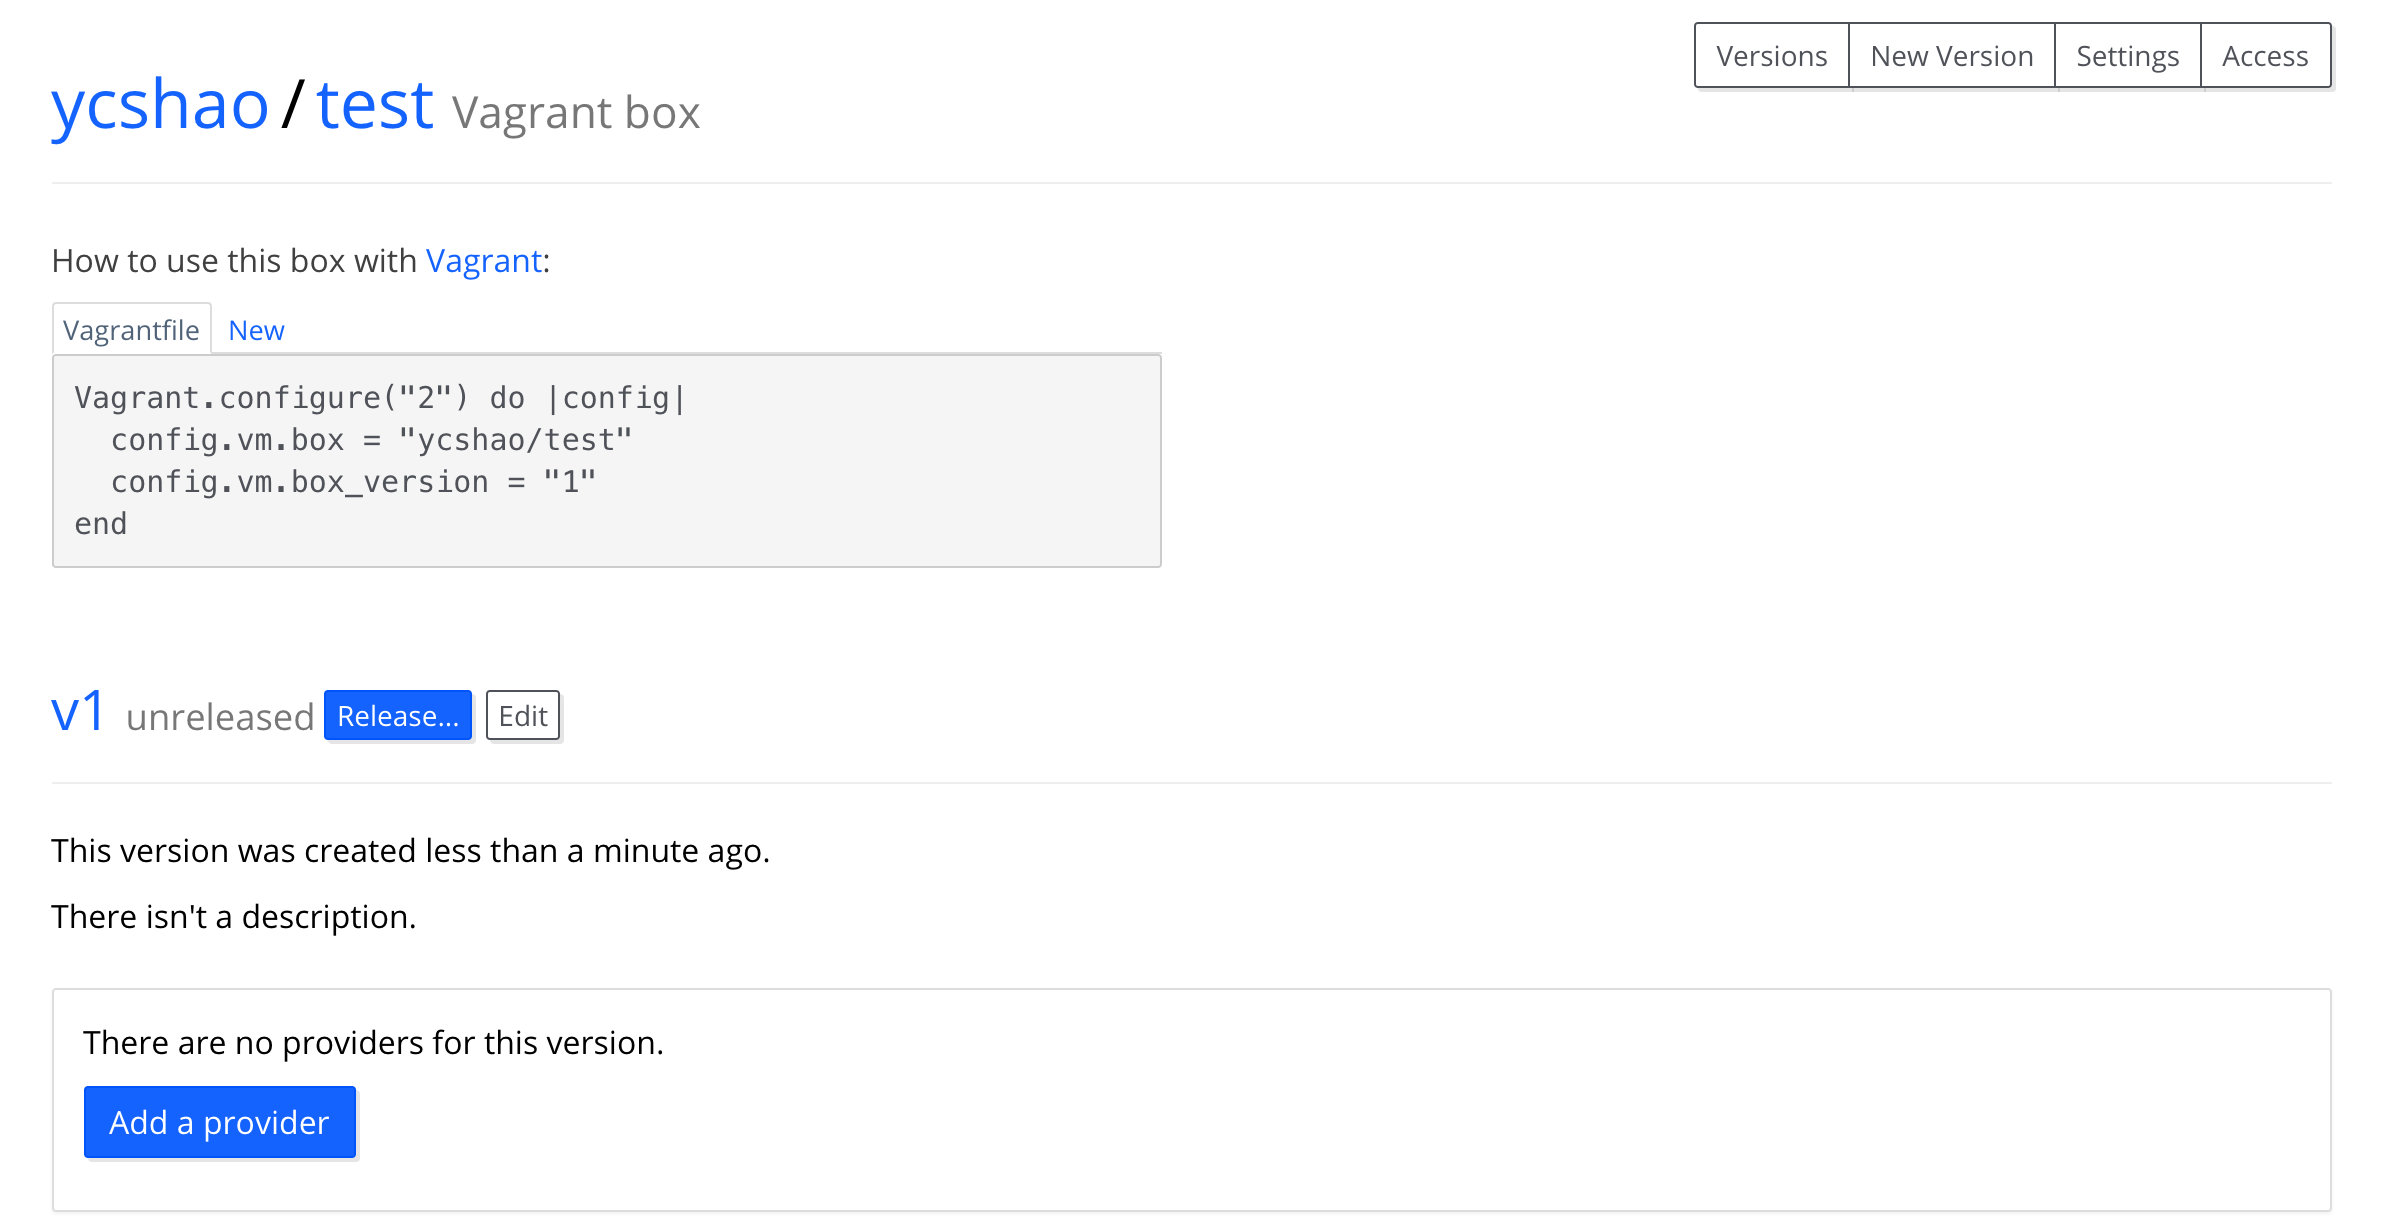 Versions New Version Settings Access
ycshao / test Vagrant box
How to use this box with Vagrant:
Vagrantfile New
Vagrant.configure("2") do |config|
  config.vm.box = "ycshao/test"
  config.vm.box_version = "1"
end
v1 unreleased Release... Edit
This version was created less than a minute ago.
There isn't a description.
There are no providers for this version.
Add a provider